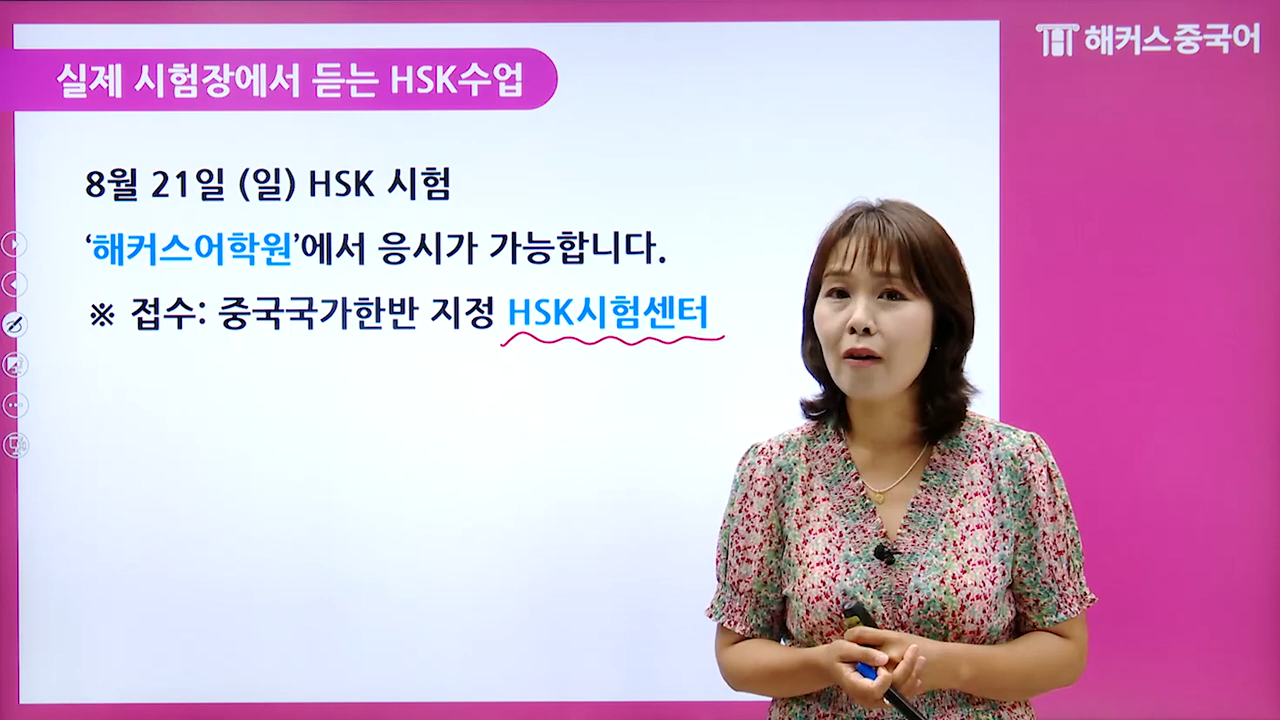 해커스 중국어
실제 시험장에서 듣는 HSK수업
8월 21일 (일) HSK 시험
‘해커스어학원’에서 응시가 가능합니다.
※ 접수: 중국국가한반 지정 HSK시험센터